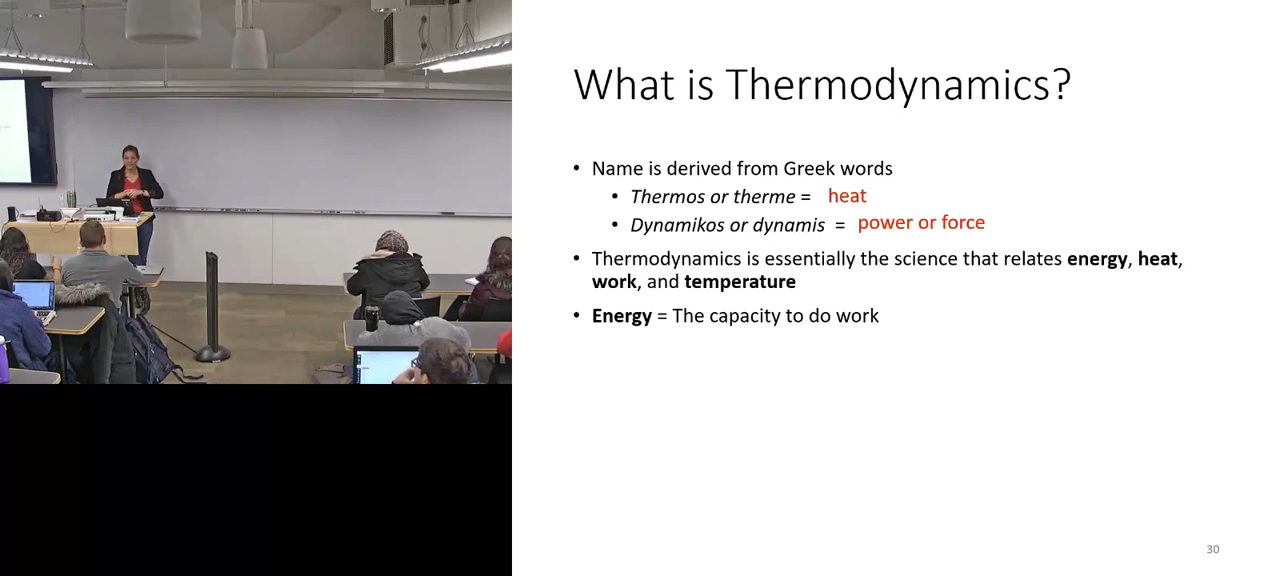 What is Thermodynamics?
• Name is derived from Greek words
• Thermos or therme = heat
• Dynamikos or dynamis = power or force
• Thermodynamics is essentially the science that relates energy, heat,
work, and temperature
• Energy = The capacity to do work
30